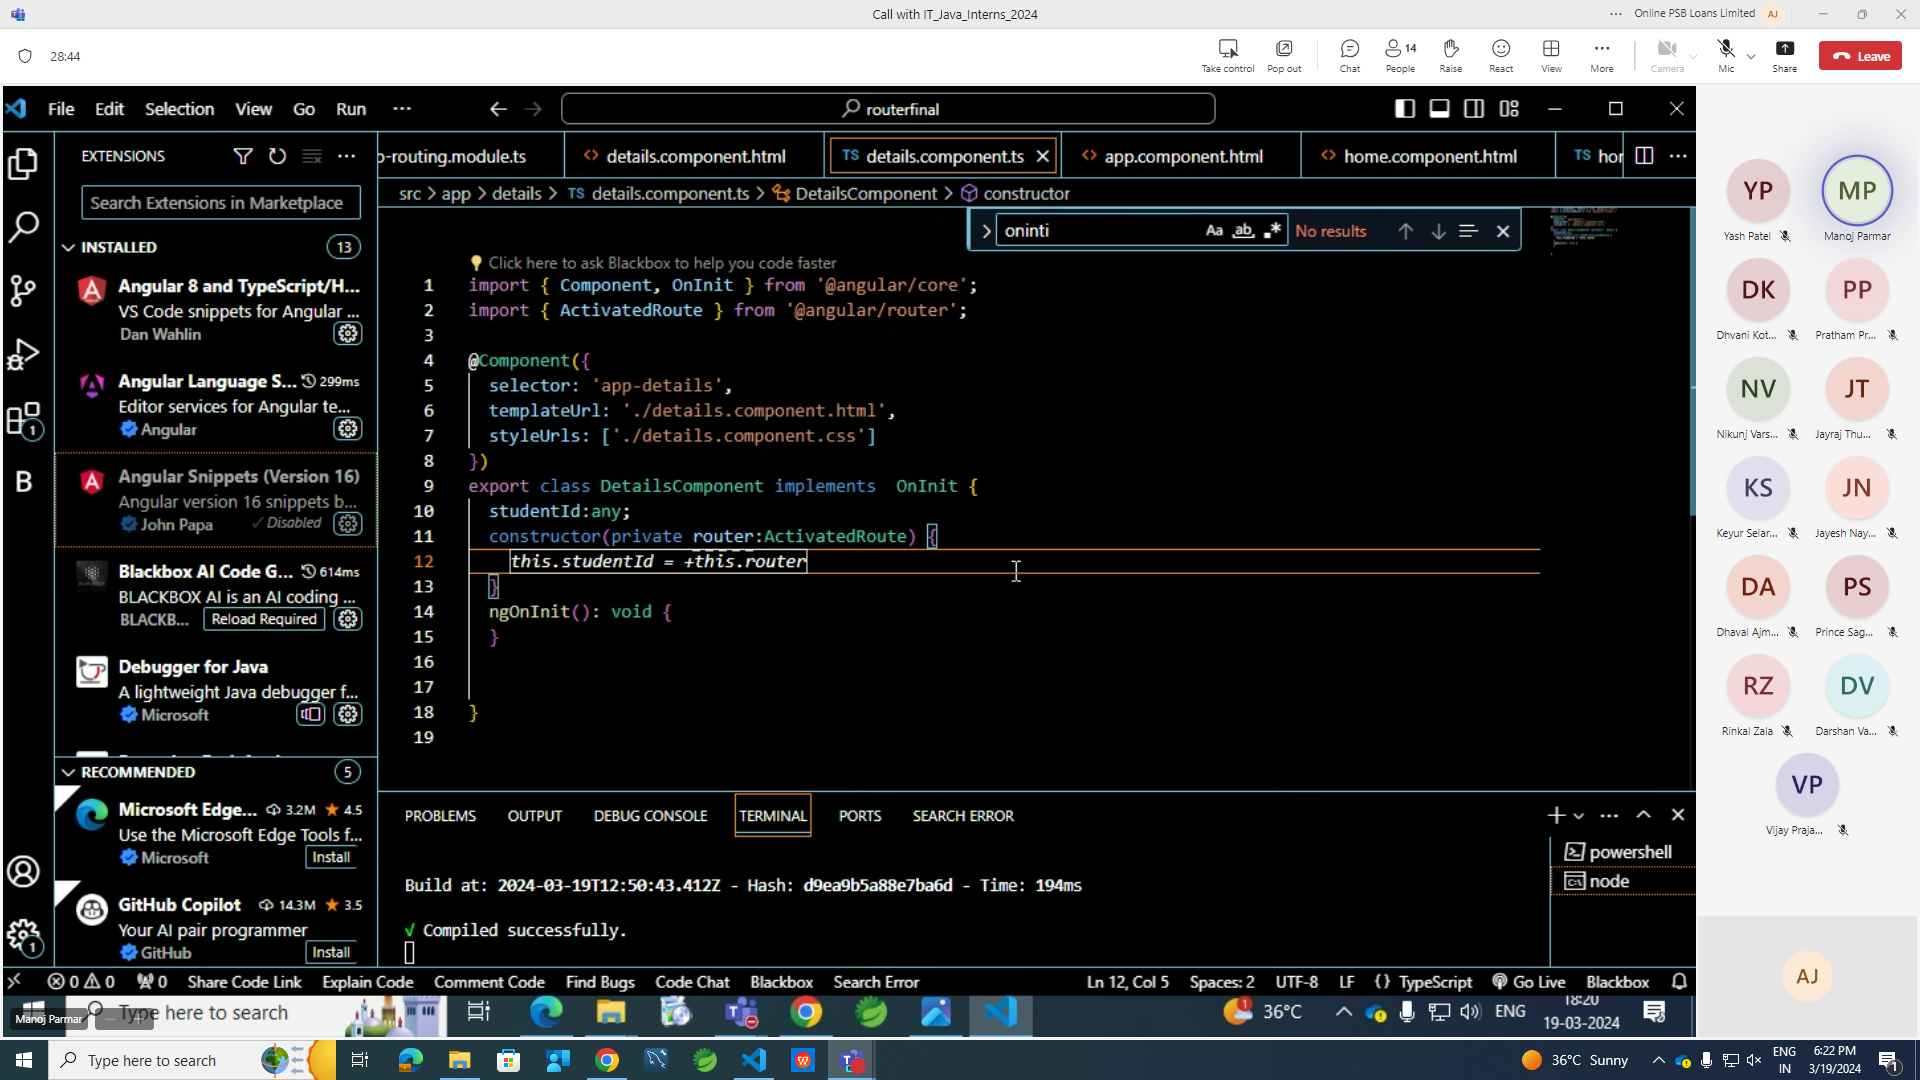 Call with IT_Java_Interns_2024
Online PSB Loans Limited
AJ
28:44
Take control
Pop out
Chat
14
People
Raise
React
View
More
Camera
Mic
Share
Leave
File Edit Selection View Go Run
routerfinal
EXTENSIONS
-routing.module.ts
<> details.component.html
TS details.component.ts
<> app.component.html
<> home.component.html
TS
Search Extensions in Marketplace
src > app > details > TS details.component.ts > DetailsComponent > constructor
oninti
Aa ab
No results
INSTALLED 13
Angular 8 and TypeScript/H...
VS Code snippets for Angular ...
Dan Wahlin
Angular Language S... 299ms
Editor services for Angular te...
Angular
Angular Snippets (Version 16)
Angular version 16 snippets b...
John Papa Disabled
Blackbox AI Code G... 614ms
BLACKBOX AI is an AI coding ...
BLACKB... Reload Required
Debugger for Java
A lightweight Java debugger f...
Microsoft
RECOMMENDED 5
Microsoft Edge... 3.2M 4.5
Use the Microsoft Edge Tools f...
Microsoft Install
GitHub Copilot 14.3M 3.5
Your AI pair programmer
GitHub Install
B
1
1
Click here to ask Blackbox to help you code faster
1 import { Component, OnInit } from '@angular/core';
2 import { ActivatedRoute } from '@angular/router';
3
4 @Component({
5 selector: 'app-details',
6 templateUrl: './details.component.html',
7 styleUrls: ['./details.component.css']
8 })
9 export class DetailsComponent implements  OnInit {
10 studentId:any;
11 constructor(private router:ActivatedRoute) {
12 this.studentId = +this.router
13 }
14 ngOnInit(): void {
15 }
16
17
18 }
19
PROBLEMS OUTPUT DEBUG CONSOLE TERMINAL PORTS SEARCH ERROR
powershell
node
Build at: 2024-03-19T12:50:43.412Z - Hash: d9ea9b5a88e7ba6d - Time: 194ms
√ Compiled successfully.
0 0 0 Share Code Link Explain Code Comment Code Find Bugs Code Chat Blackbox Search Error
Ln 12, Col 5 Spaces: 2 UTF-8 LF {} TypeScript Go Live Blackbox
Manoj Parmar
here to search
1
36°C
ENG
18:20
19-03-2024
YP
Yash Patel
MP
Manoj Parmar
DK
Dhvani Kot...
PP
Pratham Pr...
NV
Nikunj Vars...
JT
Jayraj Thu...
KS
Keyur Selar...
JN
Jayesh Nay...
DA
Dhaval Ajm...
PS
Prince Sag...
RZ
Rinkal Zala
DV
Darshan Va...
VP
Vijay Praja...
AJ
Type here to search
36°C Sunny
ENG
IN
6:22 PM
3/19/2024
1